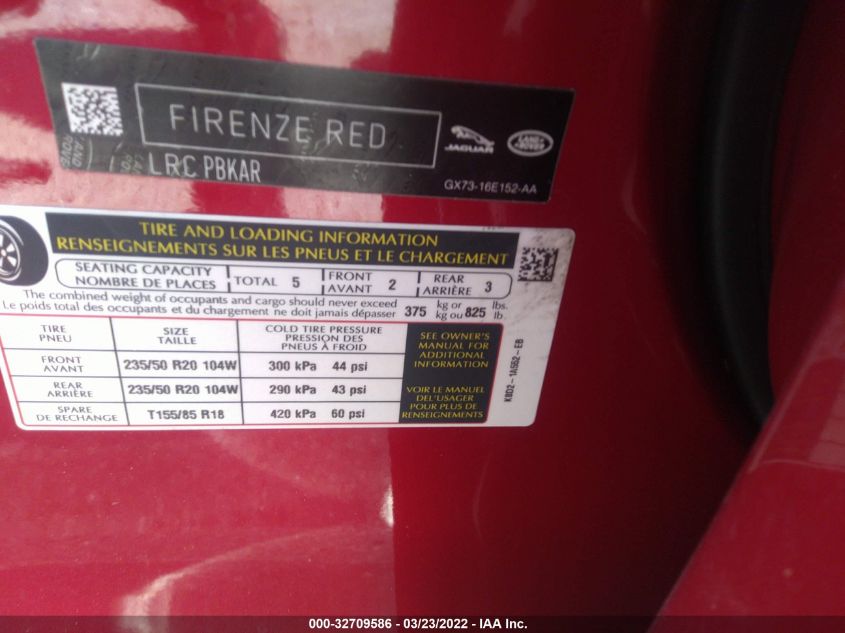 FIRENZE RED
LRC PBKAR
JAGUAR
LAND ROVER
GX73-16E152-AA
TIRE AND LOADING INFORMATION
RENSEIGNEMENTS SUR LES PNEUS ET LE CHARGEMENT
SEATING CAPACITY
NOMBRE DE PLACES
TOTAL 5
FRONT
AVANT 2
REAR
ARRIÈRE 3
The combined weight of occupants and cargo should never exceed
Le poids total des occupants et du chargement ne doit jamais dépasser
375 kg or
kg ou 825 lbs.
lb.
TIRE
PNEU
SIZE
TAILLE
COLD TIRE PRESSURE
PRESSION DES
PNEUS À FROID
SEE OWNER'S
MANUAL FOR
ADDITIONAL
INFORMATION
FRONT
AVANT
235/50 R20 104W
300 kPa 44 psi
REAR
ARRIÈRE
235/50 R20 104W
290 kPa 43 psi
VOIR LE MANUEL
DEL'USAGER
POUR PLUS DE
RENSEIGNEMENTS
SPARE
DE RECHANGE
T155/85 R18
420 kPa 60 psi
000-32709586 - 03/23/2022 - IAA Inc.